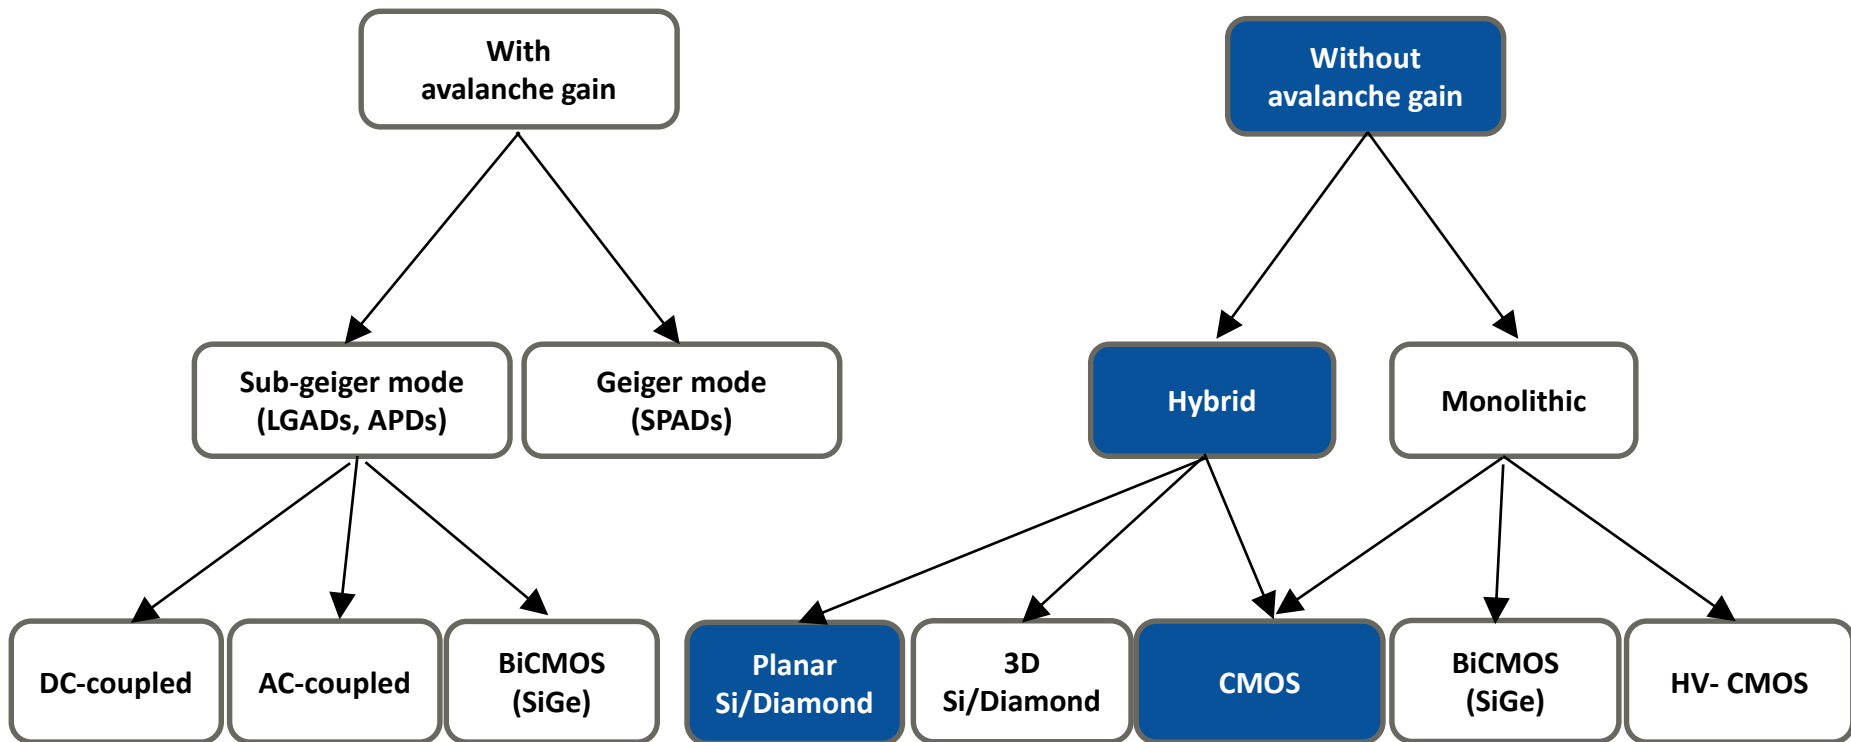 With
avalanche gain
Without
avalanche gain
Sub-geiger mode
(LGADs, APDs)
Geiger mode
(SPADs)
Hybrid
Monolithic
DC-coupled
AC-coupled
BiCMOS
(SiGe)
Planar
Si/Diamond
3D
Si/Diamond
CMOS
BiCMOS
(SiGe)
HV- CMOS